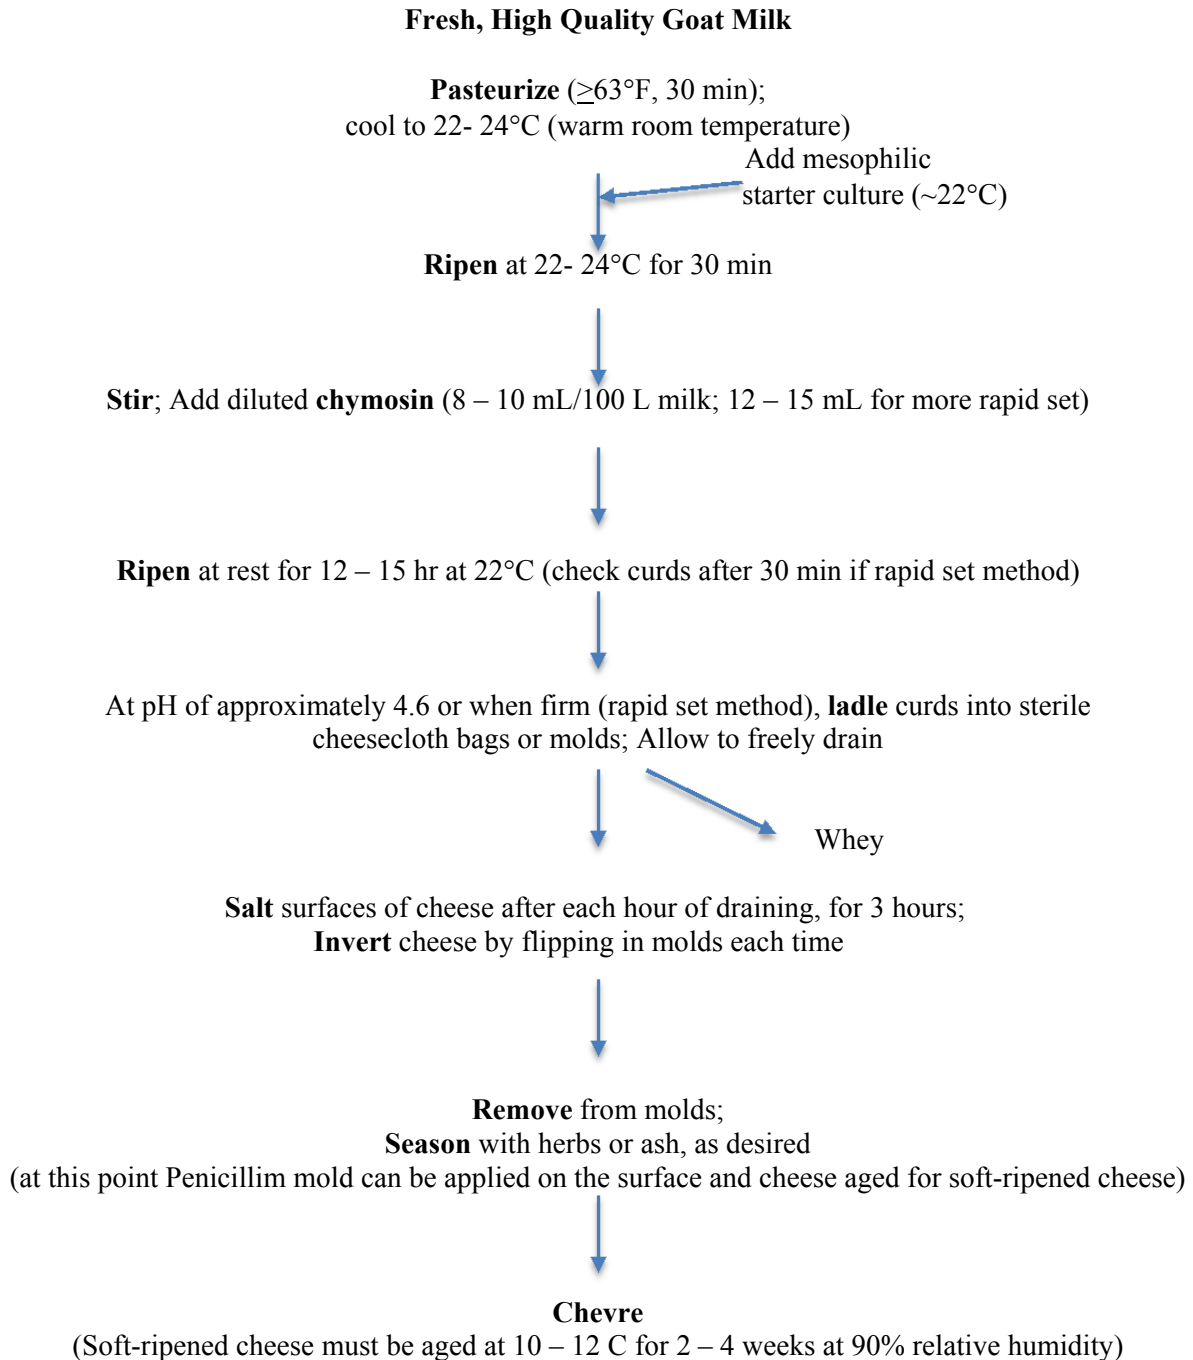 Fresh, High Quality Goat Milk
Pasteurize (≥63°F, 30 min);
cool to 22- 24°C (warm room temperature)
Add mesophilic
starter culture (~22°C)
Ripen at 22- 24°C for 30 min
Stir; Add diluted chymosin (8 – 10 mL/100 L milk; 12 – 15 mL for more rapid set)
Ripen at rest for 12 – 15 hr at 22°C (check curds after 30 min if rapid set method)
At pH of approximately 4.6 or when firm (rapid set method), ladle curds into sterile
cheesecloth bags or molds; Allow to freely drain
Whey
Salt surfaces of cheese after each hour of draining, for 3 hours;
Invert cheese by flipping in molds each time
Remove from molds;
Season with herbs or ash, as desired
(at this point Penicillim mold can be applied on the surface and cheese aged for soft-ripened cheese)
Chevre
(Soft-ripened cheese must be aged at 10 – 12 C for 2 – 4 weeks at 90% relative humidity)